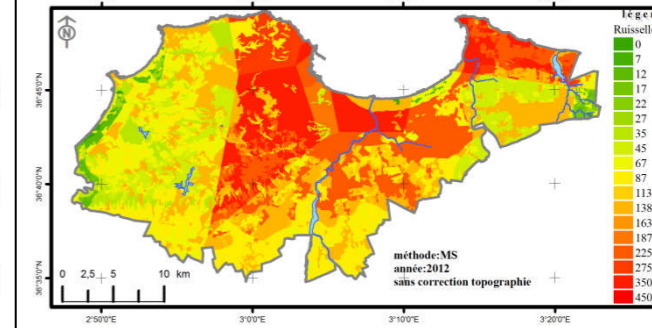 N
légen
Ruisselle
0
7
12
17
22
27
35
45
67
87
113
138
163
187
225
275
350
450
36°45'0"N
36°40'0"N
36°35'0"N
méthode:MS
année:2012
sans correction topographie
0 2,5 5 10 km
2°50'0"E 3°0'0"E 3°10'0"E 3°20'0"E